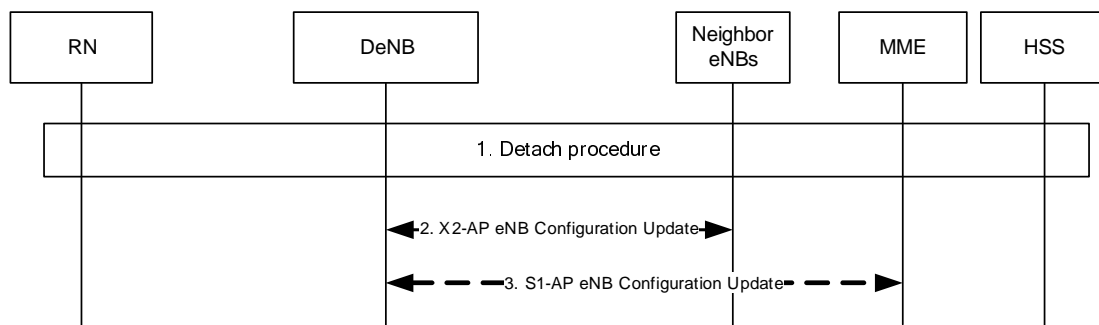 RN
DeNB
Neighbor
eNBs
MME
HSS
1. Detach procedure
2. X2-AP eNB Configuration Update
3. S1-AP eNB Configuration Update